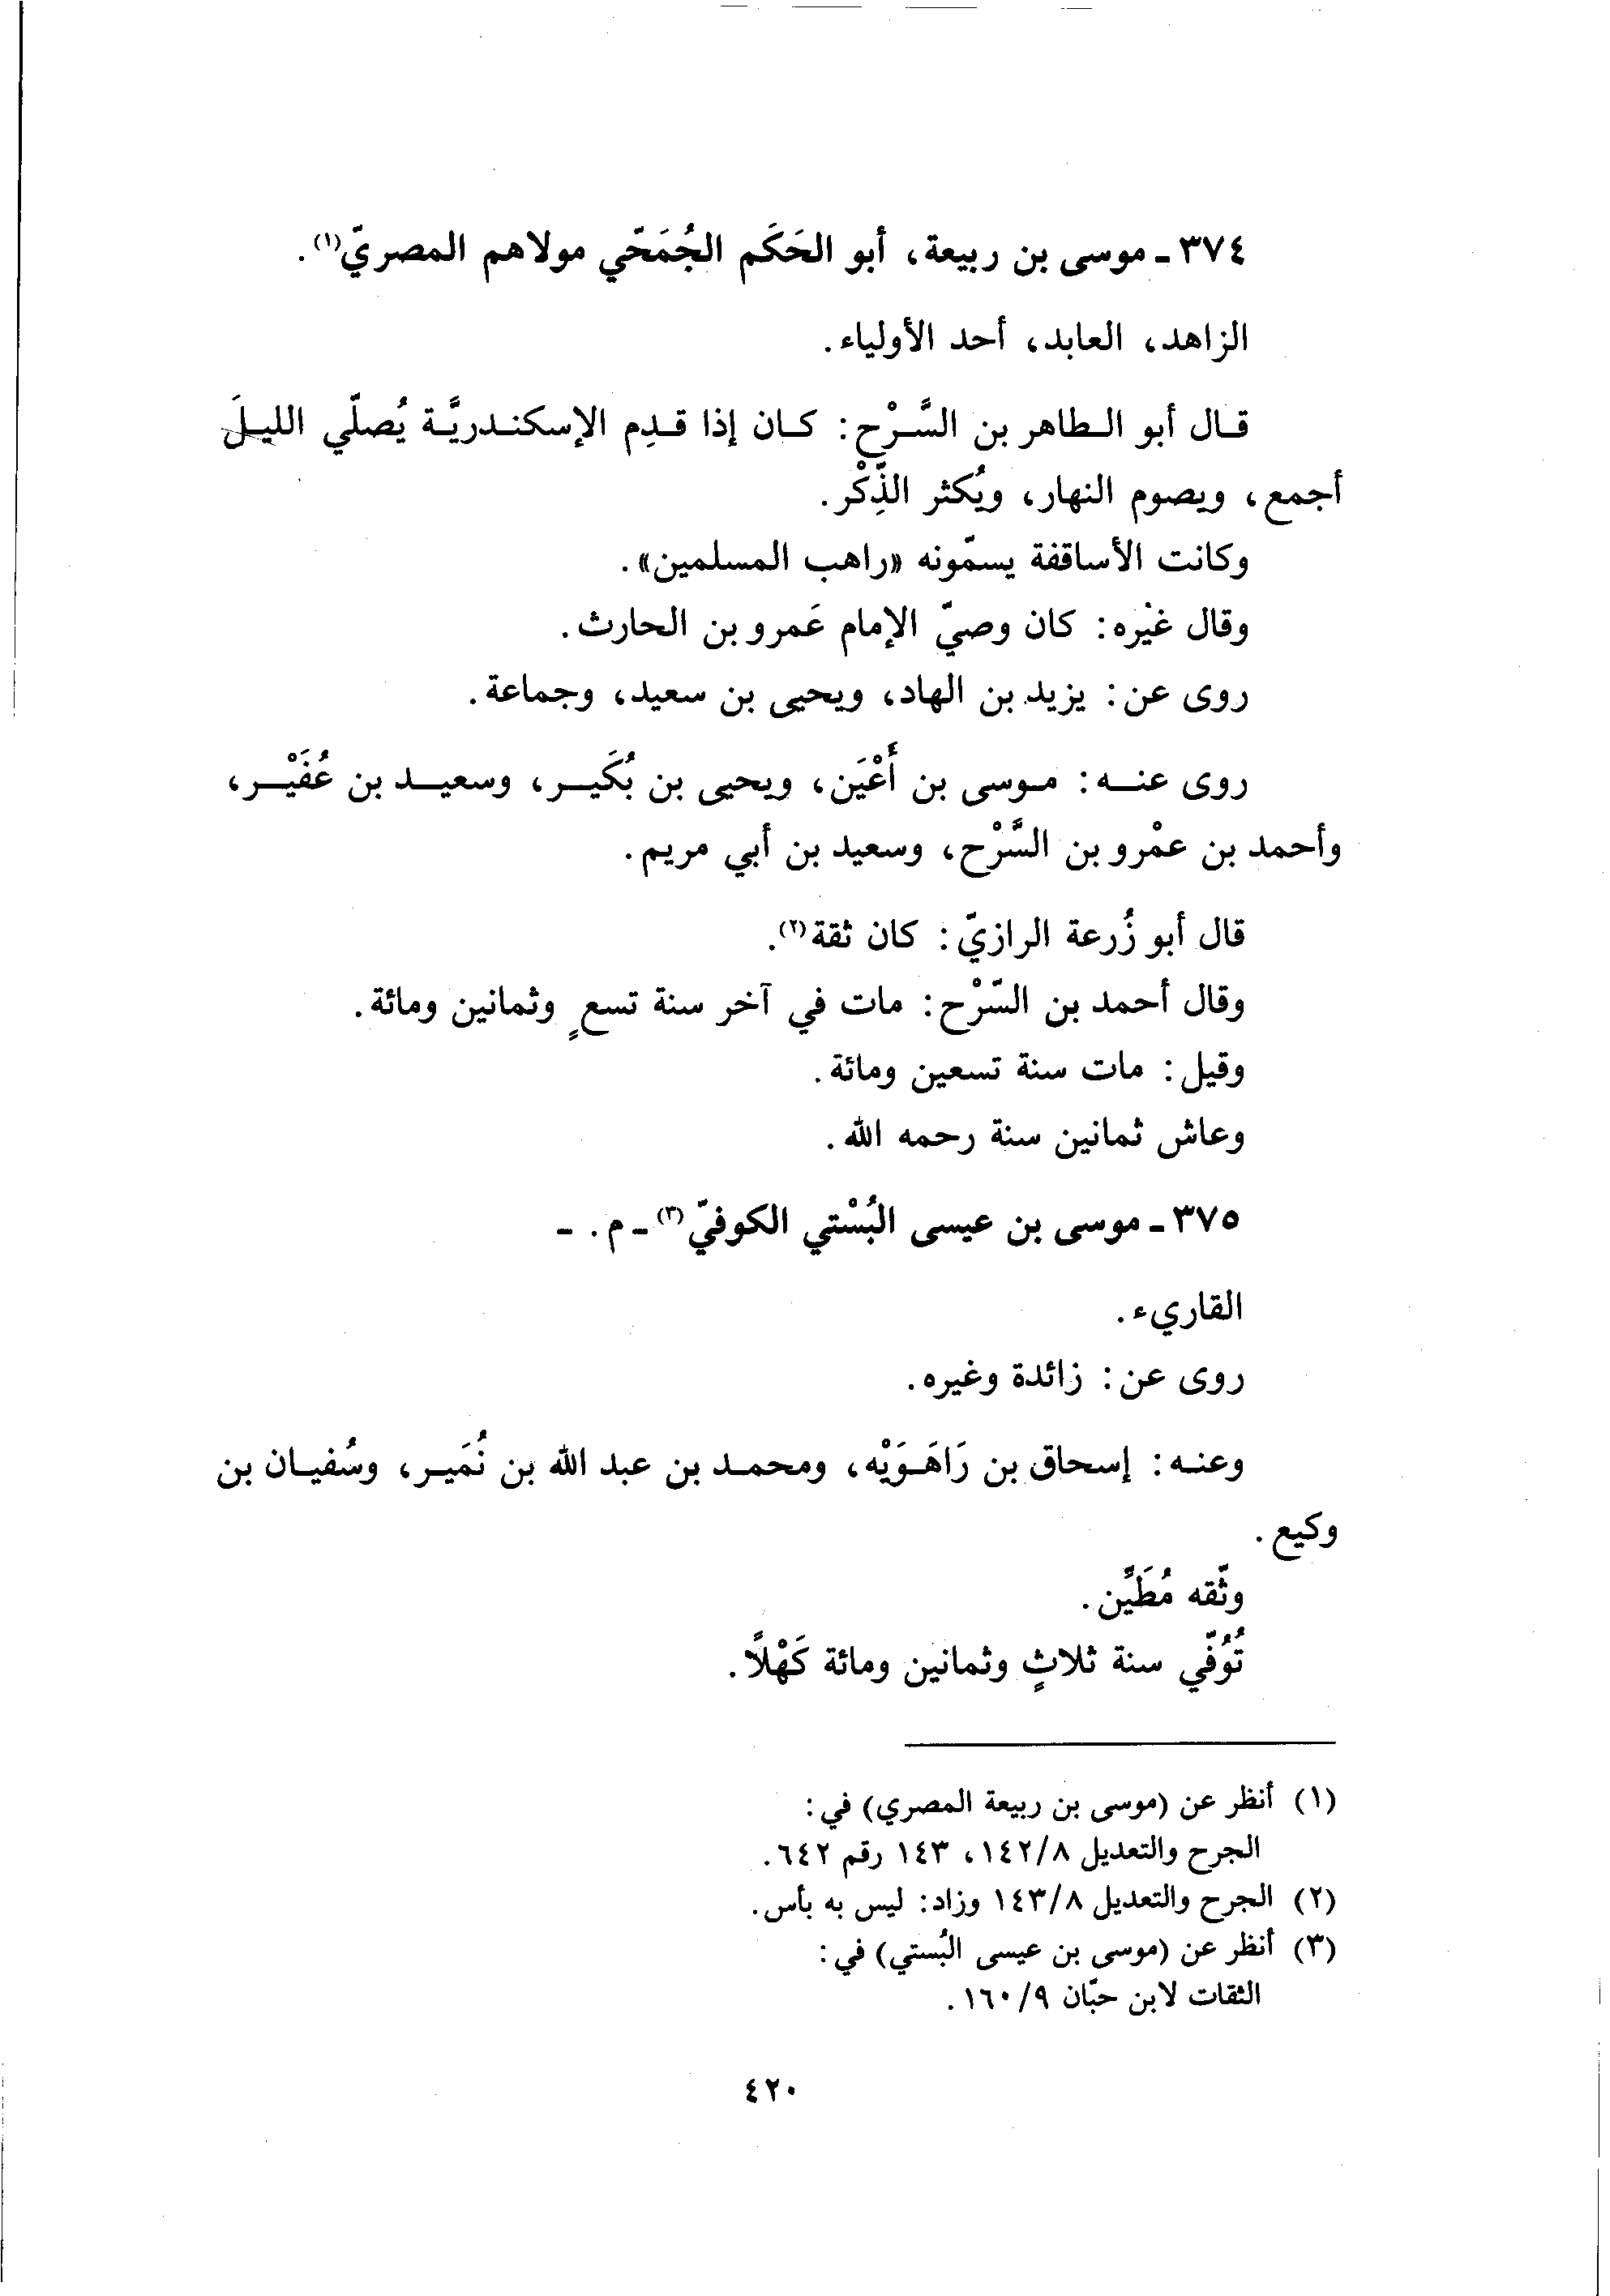 ٣٧٤ - موسى بن ربيعة، أبو الحَكَم الجُمَحّي مولاهم المصريّ(١).
الزاهد، العابد، أحد الأولياء.
قال أبو الطاهر بن السَّرْح: كان إذا قدِم الإسكندريَّة يُصلّي الليلَ
أجمع، ويصوم النهار، ويُكثر الذِّكْر.
وكانت الأساقفة يسمّونه «راهب المسلمين».
وقال غيْره: كان وصيّ الإمام عَمرو بن الحارث.
روى عن: يزيد بن الهاد، ويحيى بن سعيد، وجماعة.
روى عنه: موسى بن أَعْيَن، ويحيى بن بُكَير، وسعيد بن عُفَيْر،
وأحمد بن عمْرو بن السَّرْح، وسعيد بن أبي مريم.
قال أبو زُرعة الرازيّ: كان ثقة(٢).
وقال أحمد بن السّرْح: مات في آخر سنة تسعٍ وثمانين ومائة.
وقيل: مات سنة تسعين ومائة.
وعاش ثمانين سنة رحمه الله.
٣٧٥ - موسى بن عيسى البُسْتي الكوفيّ(٣) - م. -
القاريء.
روى عن: زائدة وغيره.
وعنه: إسحاق بن رَاهَوَيْه، ومحمد بن عبد الله بن نُمَير، وسُفيان بن
وكيع.
وثّقه مُطَيَّن.
تُوُفّي سنة ثلاثٍ وثمانين ومائة كَهْلاً.
(١) أنظر عن (موسى بن ربيعة المصري) في:
الجرح والتعديل ١٤٢/٨، ١٤٣ رقم ٦٤٢.
(٢) الجرح والتعديل ١٤٣/٨ وزاد: ليس به بأس.
(٣) أنظر عن (موسى بن عيسى البُستي) في:
الثقات لابن حبّان ١٦٠/٩.
٤٢٠